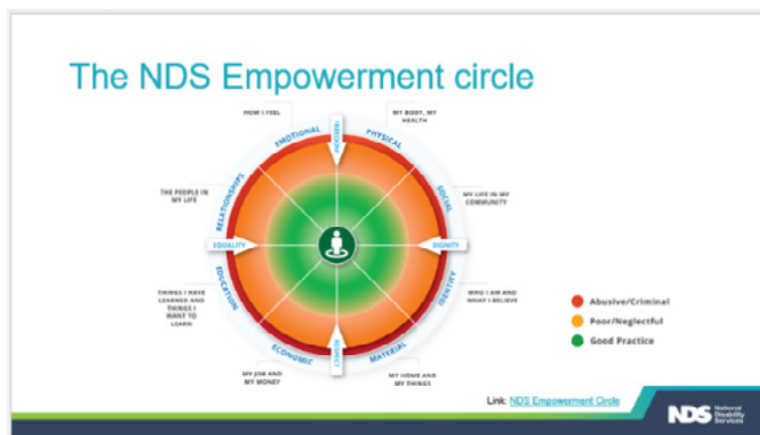 The NDS Empowerment circle
HOW I FEEL
MY BODY, MY
HEALTH
EMOTIONAL
FREEDOM
PHYSICAL
THE PEOPLE IN
MY LIFE
RELATIONSHIPS
SOCIAL
MY LIFE IN MY
COMMUNITY
EQUALITY
DIGNITY
THINGS I HAVE
LEARNED AND
THINGS I
WANT TO
LEARN
EDUCATION
IDENTITY
WHO I AM AND
WHAT I BELIEVE
Abusive/Criminal
Poor/Neglectful
Good Practice
ECONOMIC
RESPECT
MATERIAL
MY JOB AND
MY MONEY
MY HOME AND
MY THINGS
Link: NDS Empowerment Circle
NDS
National
Disability
Services